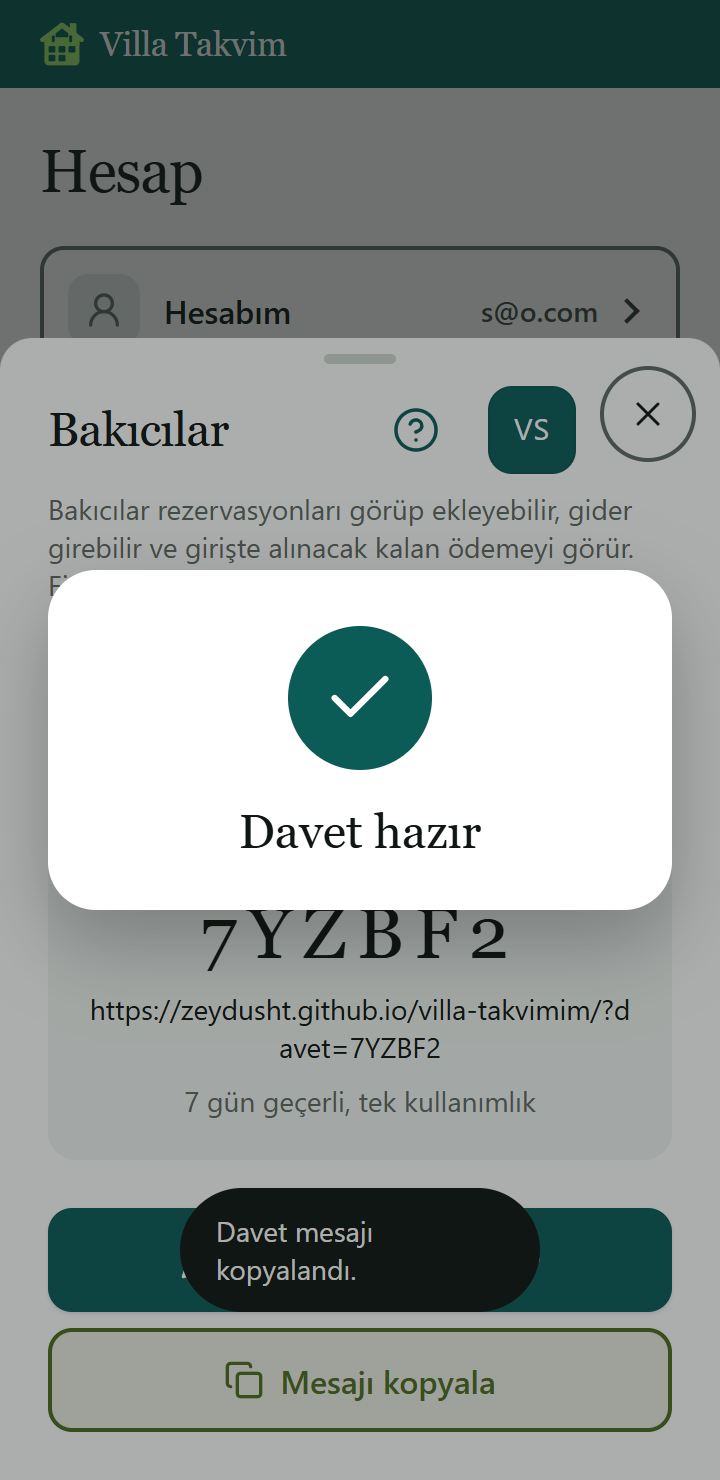 Villa Takvim
Hesap
Hesabım
s@o.com
Bakıcılar
VS
Bakıcılar rezervasyonları görüp ekleyebilir, gider
girebilir ve girişte alınacak kalan ödemeyi görür.
Davet hazır
7YZBF2
https://zeydusht.github.io/villa-takvimim/?d
avet=7YZBF2
7 gün geçerli, tek kullanımlık
Davet mesajı
kopyalandı.
Mesajı kopyala